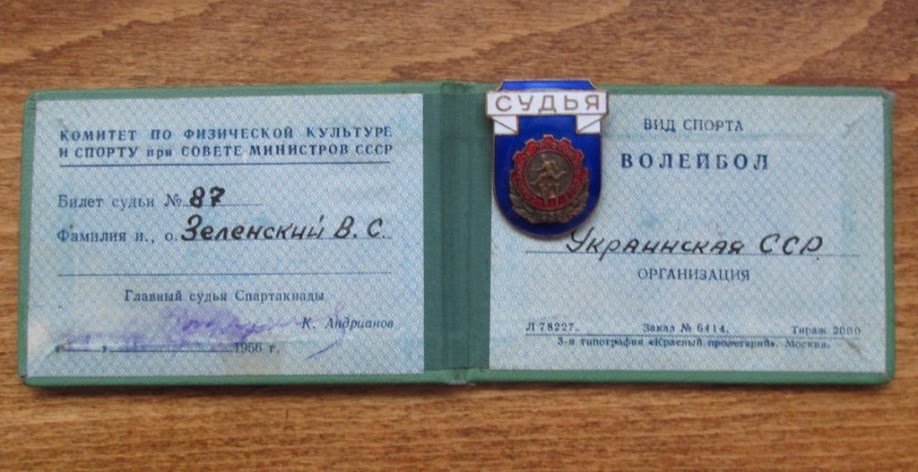 КОМИТЕТ ПО ФИЗИЧЕСКОЙ КУЛЬТУРЕ
И СПОРТУ при СОВЕТЕ МИНИСТРОВ СССР
Билет судьи № 87
Фамилия и., о. Зеленский В. С.
Главный судья Спартакиады
К. Андрианов
1956 г.
СУДЬЯ
ВИД СПОРТА
ВОЛЕЙБОЛ
Украинская ССР
ОРГАНИЗАЦИЯ
Л 78227. Заказ № 6414. Тираж 2000
3-я типография «Красный пролетарий». Москва.